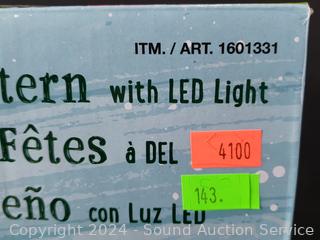 ITM. / ART. 1601331
tern with LED Light
Fêtes à DEL
4100
143.
eño con Luz LED
Copyright 2024 - Sound Auction Service